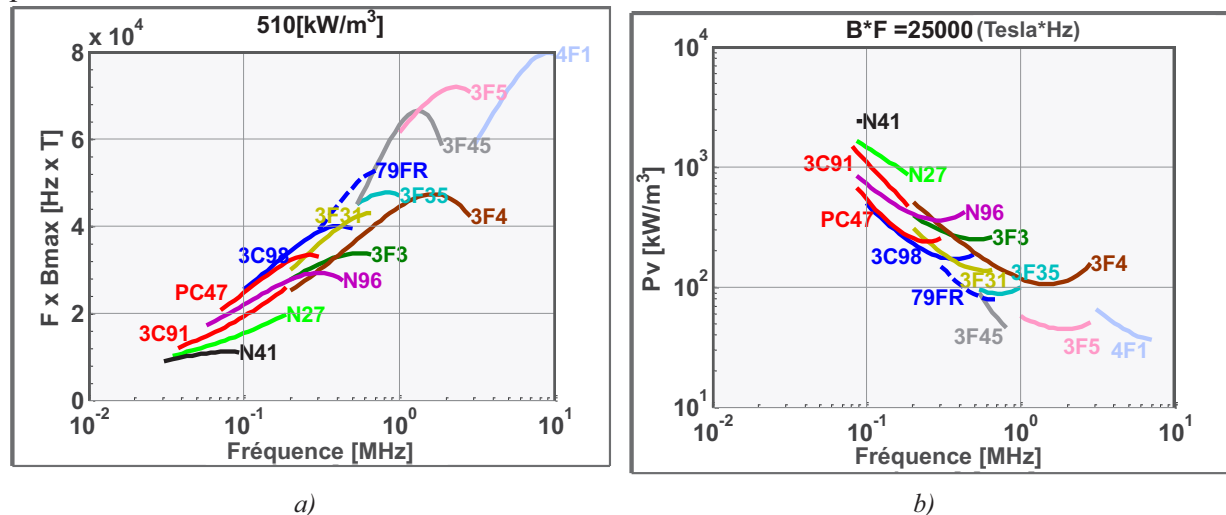 510[kW/m³]
x 10⁴
8
6
4
2
0
F x Bmax [Hz x T]
4F1
3F5
3F45
79FR
3F35
3F31
3F4
3C98
3F3
PC47
N96
3C91
N27
N41
10⁻²
10⁻¹
10⁰
10¹
Fréquence [MHz]
a)
B*F =25000 (Tesla*Hz)
10⁴
10³
10²
10¹
Pv [kW/m³]
N41
3C91
N27
N96
PC47
3F3
3C98
3F35
3F4
3F31
79FR
3F45
3F5
4F1
10⁻²
10⁻¹
10⁰
10¹
Fréquence [MHz]
b)